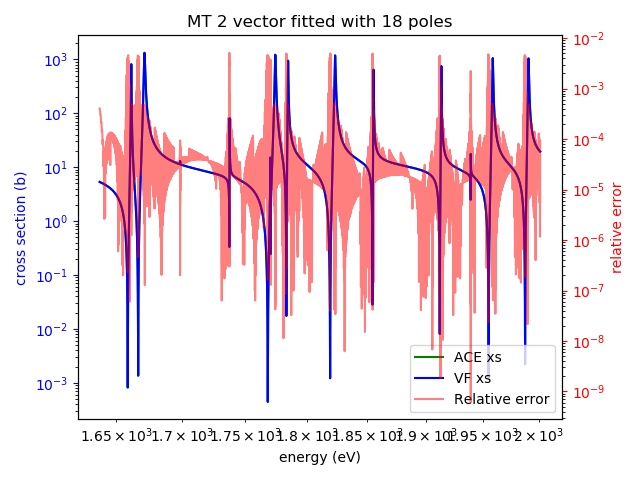 MT 2 vector fitted with 18 poles
cross section (b)
10³
10²
10¹
10⁰
10⁻¹
10⁻²
10⁻³
10⁻²
10⁻³
10⁻⁴
10⁻⁵
10⁻⁶
10⁻⁷
10⁻⁸
10⁻⁹
relative error
ACE xs
VF xs
Relative error
1.65 × 10³ 1.7 × 10³ 1.75 × 10³ 1.8 × 10³ 1.85 × 10³ 1.9 × 10³ 1.95 × 10³ 2 × 10³
energy (eV)